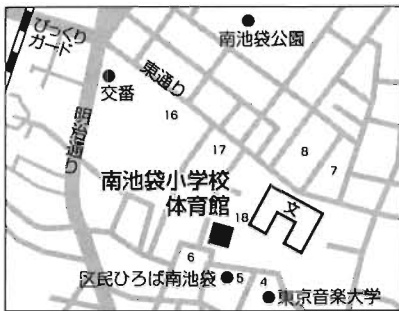 びっくり
ガード
南池袋公園
交番
東通り
明治通り
16
17
8
7
南池袋小学校
体育館
18
文
6
区民ひろば南池袋
5
4
東京音楽大学